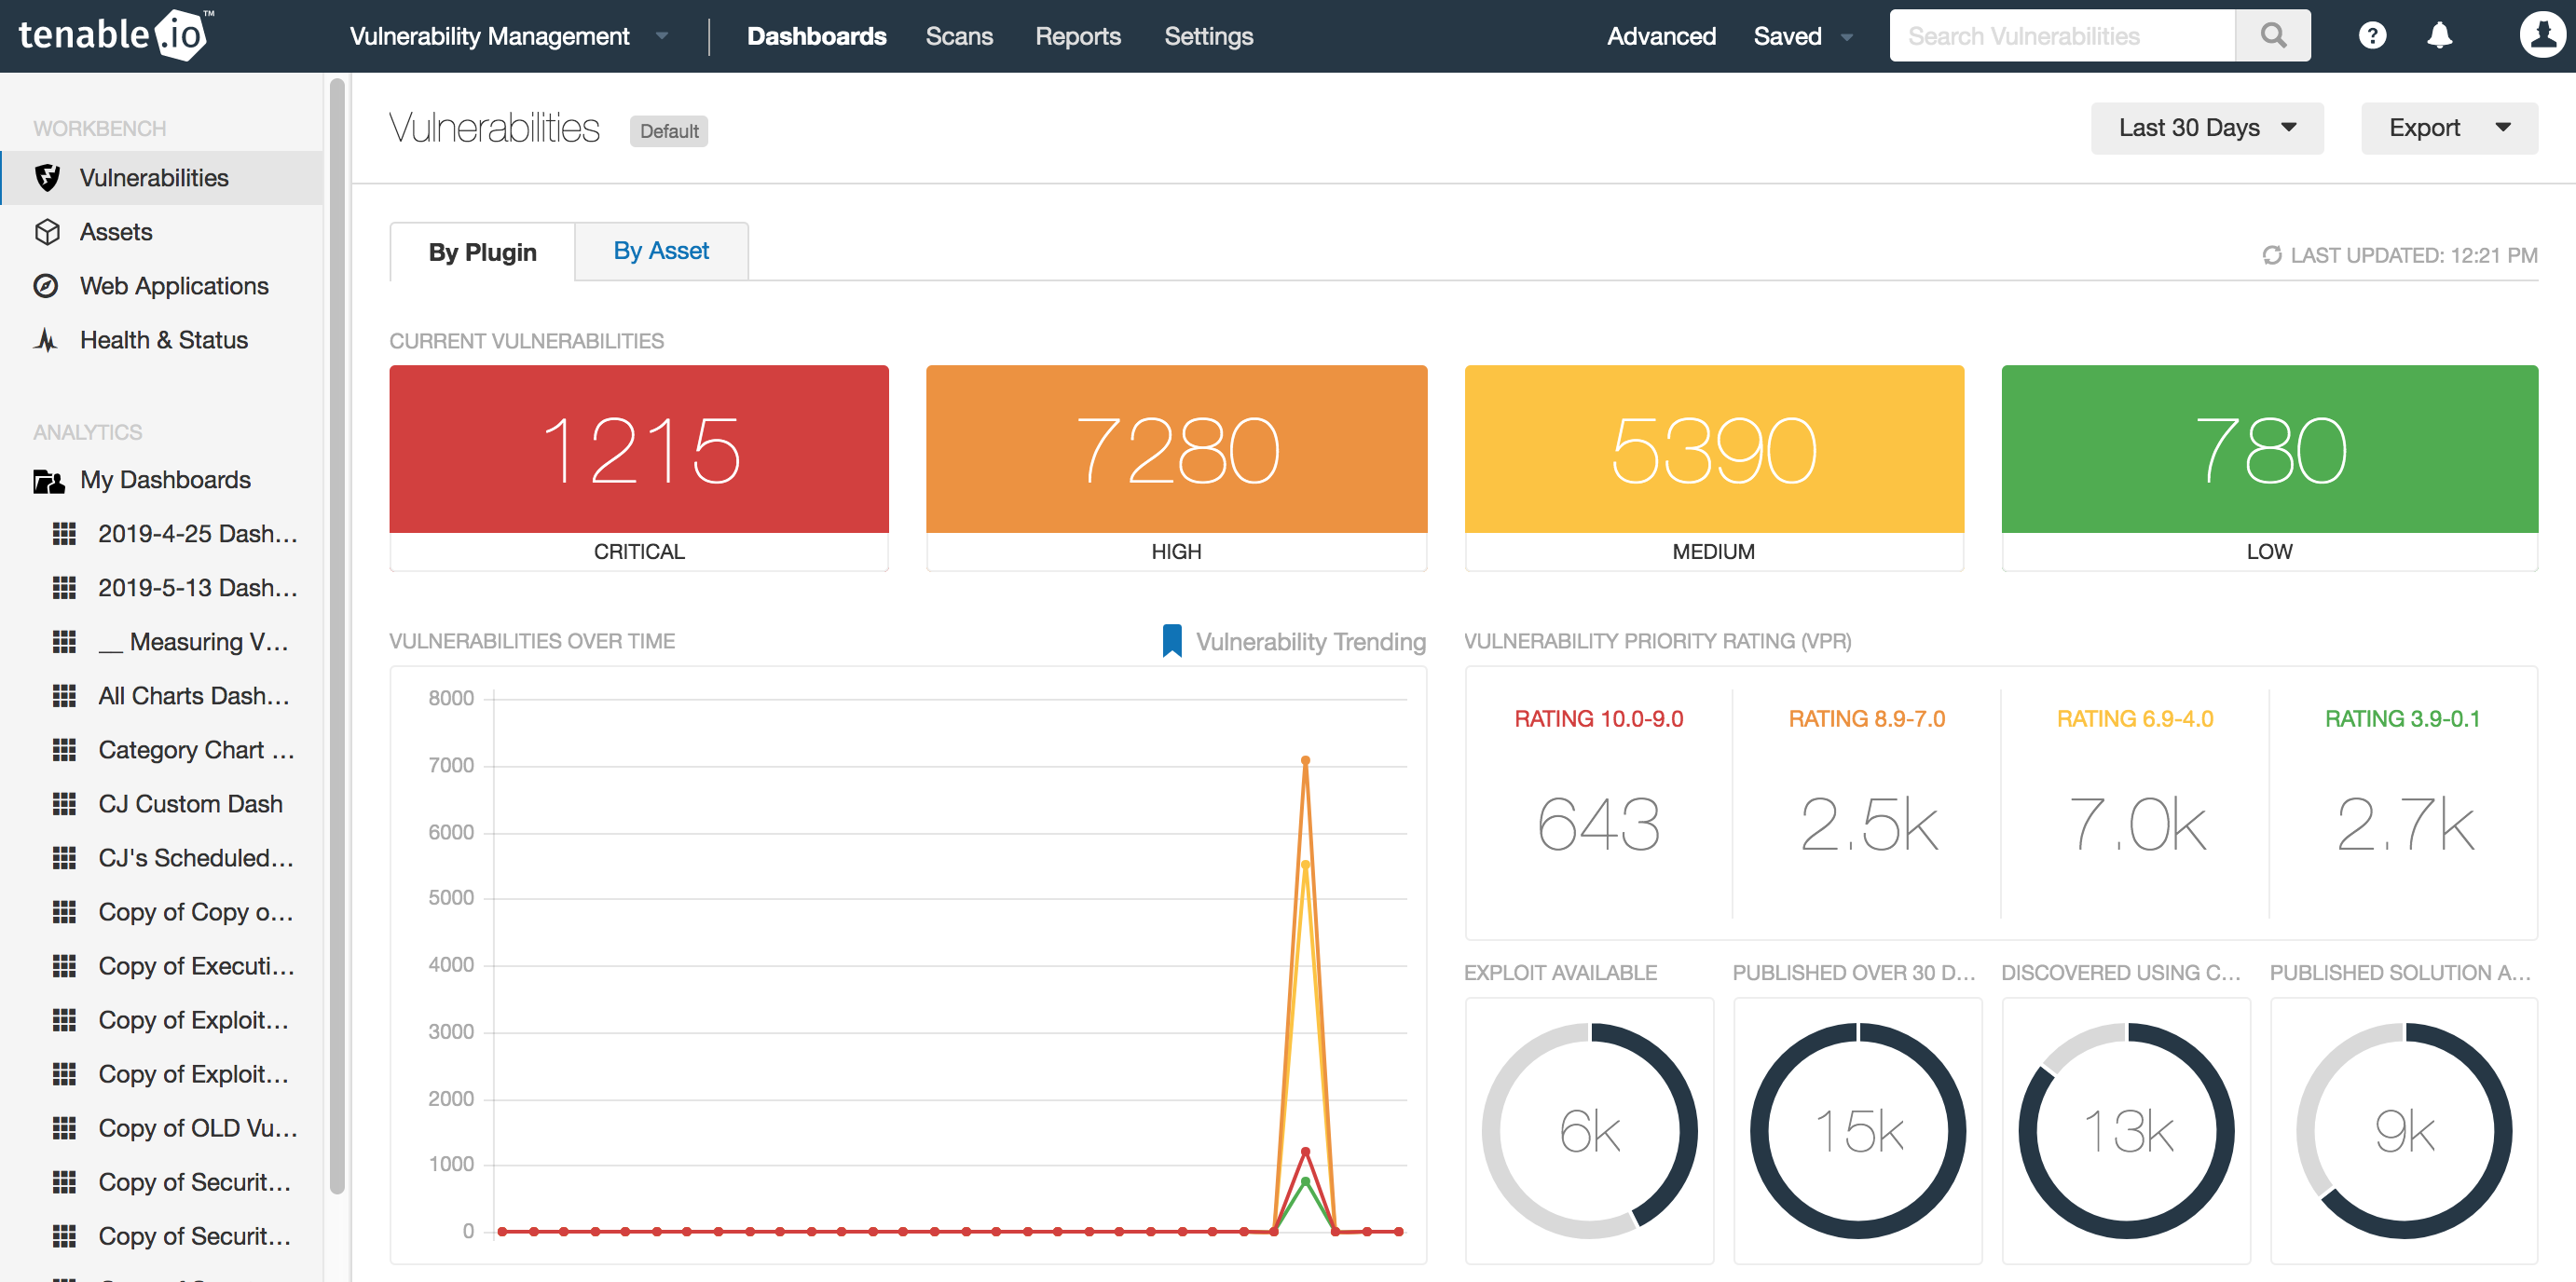 tenable.io™
Vulnerability Management
Dashboards
Scans
Reports
Settings
Advanced
Saved
Search Vulnerabilities
WORKBENCH
Vulnerabilities
Assets
Web Applications
Health & Status
ANALYTICS
My Dashboards
2019-4-25 Dash...
2019-5-13 Dash...
__ Measuring V...
All Charts Dash...
Category Chart ...
CJ Custom Dash
CJ's Scheduled...
Copy of Copy o...
Copy of Executi...
Copy of Exploit...
Copy of Exploit...
Copy of OLD Vu...
Copy of Securit...
Copy of Securit...
Vulnerabilities
Default
Last 30 Days
Export
By Plugin
By Asset
LAST UPDATED: 12:21 PM
CURRENT VULNERABILITIES
1215
CRITICAL
7280
HIGH
5390
MEDIUM
780
LOW
VULNERABILITIES OVER TIME
Vulnerability Trending
8000
7000
6000
5000
4000
3000
2000
1000
0
VULNERABILITY PRIORITY RATING (VPR)
RATING 10.0-9.0
643
RATING 8.9-7.0
2.5k
RATING 6.9-4.0
7.0k
RATING 3.9-0.1
2.7k
EXPLOIT AVAILABLE
6k
PUBLISHED OVER 30 D...
15k
DISCOVERED USING C...
13k
PUBLISHED SOLUTION A...
9k